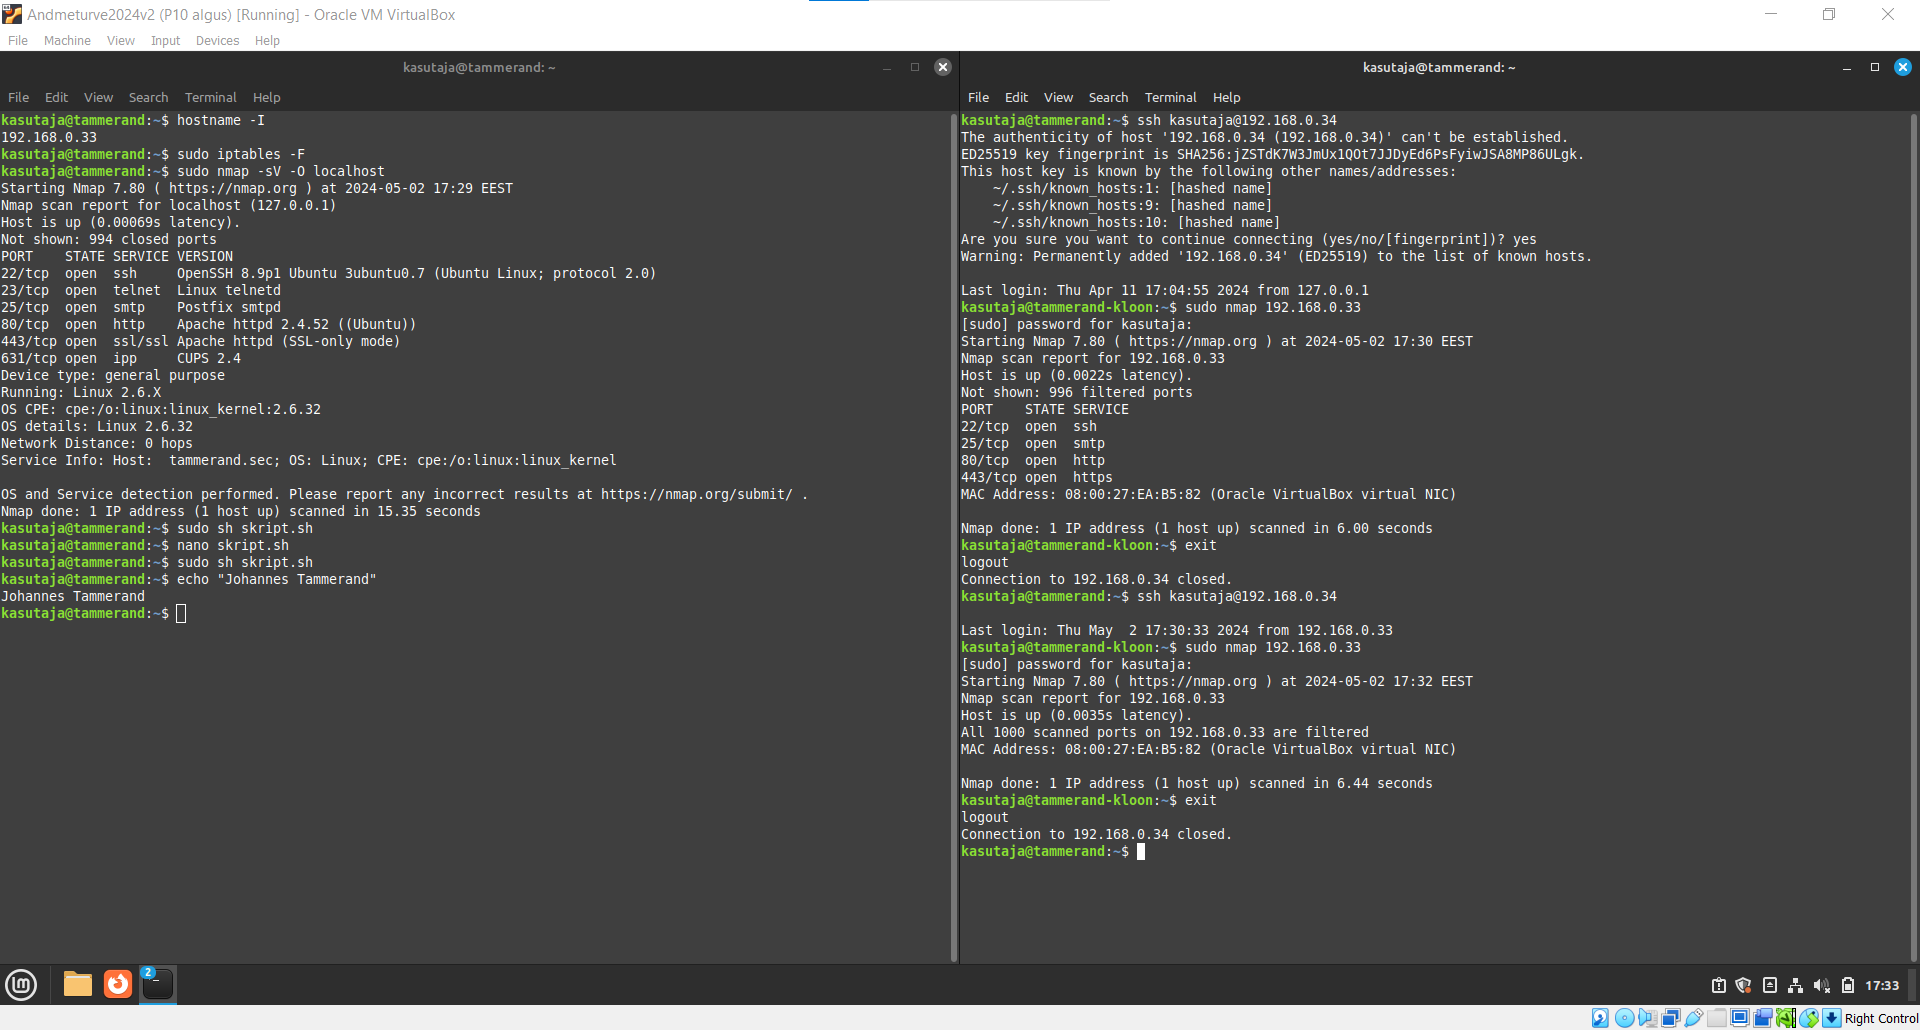 Andmeturve2024v2 (P10 algus) [Running] - Oracle VM VirtualBox
File Machine View Input Devices Help
kasutaja@tammerand: ~
File Edit View Search Terminal Help
kasutaja@tammerand:~$ hostname -I
192.168.0.33
kasutaja@tammerand:~$ sudo iptables -F
kasutaja@tammerand:~$ sudo nmap -sV -O localhost
Starting Nmap 7.80 ( https://nmap.org ) at 2024-05-02 17:29 EEST
Nmap scan report for localhost (127.0.0.1)
Host is up (0.00069s latency).
Not shown: 994 closed ports
PORT    STATE SERVICE VERSION
22/tcp  open  ssh     OpenSSH 8.9p1 Ubuntu 3ubuntu0.7 (Ubuntu Linux; protocol 2.0)
23/tcp  open  telnet  Linux telnetd
25/tcp  open  smtp    Postfix smtpd
80/tcp  open  http    Apache httpd 2.4.52 ((Ubuntu))
443/tcp open  ssl/ssl Apache httpd (SSL-only mode)
631/tcp open  ipp     CUPS 2.4
Device type: general purpose
Running: Linux 2.6.X
OS CPE: cpe:/o:linux:linux_kernel:2.6.32
OS details: Linux 2.6.32
Network Distance: 0 hops
Service Info: Host:  tammerand.sec; OS: Linux; CPE: cpe:/o:linux:linux_kernel
OS and Service detection performed. Please report any incorrect results at https://nmap.org/submit/ .
Nmap done: 1 IP address (1 host up) scanned in 15.35 seconds
kasutaja@tammerand:~$ sudo sh skript.sh
kasutaja@tammerand:~$ nano skript.sh
kasutaja@tammerand:~$ sudo sh skript.sh
kasutaja@tammerand:~$ echo "Johannes Tammerand"
Johannes Tammerand
kasutaja@tammerand:~$
kasutaja@tammerand: ~
File Edit View Search Terminal Help
kasutaja@tammerand:~$ ssh kasutaja@192.168.0.34
The authenticity of host '192.168.0.34 (192.168.0.34)' can't be established.
ED25519 key fingerprint is SHA256:jZSTdK7W3JmUx1QOt7JJDyEd6PsFyiwJSA8MP86ULgk.
This host key is known by the following other names/addresses:
    ~/.ssh/known_hosts:1: [hashed name]
    ~/.ssh/known_hosts:9: [hashed name]
    ~/.ssh/known_hosts:10: [hashed name]
Are you sure you want to continue connecting (yes/no/[fingerprint])? yes
Warning: Permanently added '192.168.0.34' (ED25519) to the list of known hosts.
Last login: Thu Apr 11 17:04:55 2024 from 127.0.0.1
kasutaja@tammerand-kloon:~$ sudo nmap 192.168.0.33
[sudo] password for kasutaja:
Starting Nmap 7.80 ( https://nmap.org ) at 2024-05-02 17:30 EEST
Nmap scan report for 192.168.0.33
Host is up (0.0022s latency).
Not shown: 996 filtered ports
PORT    STATE SERVICE
22/tcp  open  ssh
25/tcp  open  smtp
80/tcp  open  http
443/tcp open  https
MAC Address: 08:00:27:EA:B5:82 (Oracle VirtualBox virtual NIC)
Nmap done: 1 IP address (1 host up) scanned in 6.00 seconds
kasutaja@tammerand-kloon:~$ exit
logout
Connection to 192.168.0.34 closed.
kasutaja@tammerand:~$ ssh kasutaja@192.168.0.34
Last login: Thu May  2 17:30:33 2024 from 192.168.0.33
kasutaja@tammerand-kloon:~$ sudo nmap 192.168.0.33
[sudo] password for kasutaja:
Starting Nmap 7.80 ( https://nmap.org ) at 2024-05-02 17:32 EEST
Nmap scan report for 192.168.0.33
Host is up (0.0035s latency).
All 1000 scanned ports on 192.168.0.33 are filtered
MAC Address: 08:00:27:EA:B5:82 (Oracle VirtualBox virtual NIC)
Nmap done: 1 IP address (1 host up) scanned in 6.44 seconds
kasutaja@tammerand-kloon:~$ exit
logout
Connection to 192.168.0.34 closed.
kasutaja@tammerand:~$
2
17:33
Right Control